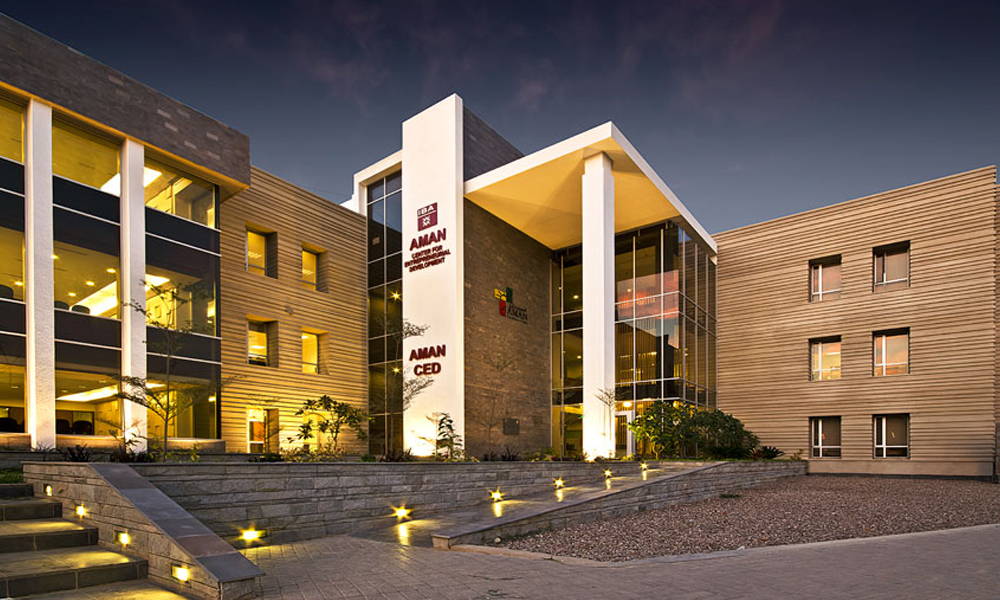 IBA
AMAN
CENTER FOR
ENTREPRENEURIAL
DEVELOPMENT
AMAN
CED
AMAN